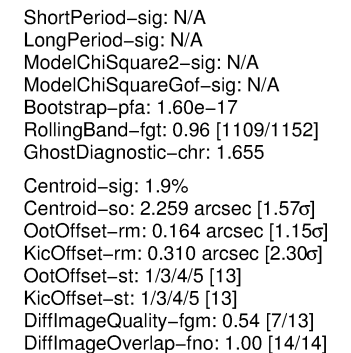 ShortPeriod−sig: N/A
LongPeriod−sig: N/A
ModelChiSquare2−sig: N/A
ModelChiSquareGof−sig: N/A
Bootstrap−pfa: 1.60e−17
RollingBand−fgt: 0.96 [1109/1152]
GhostDiagnostic−chr: 1.655
Centroid−sig: 1.9%
Centroid−so: 2.259 arcsec [1.57σ]
OotOffset−rm: 0.164 arcsec [1.15σ]
KicOffset−rm: 0.310 arcsec [2.30σ]
OotOffset−st: 1/3/4/5 [13]
KicOffset−st: 1/3/4/5 [13]
DiffImageQuality−fgm: 0.54 [7/13]
DiffImageOverlap−fno: 1.00 [14/14]